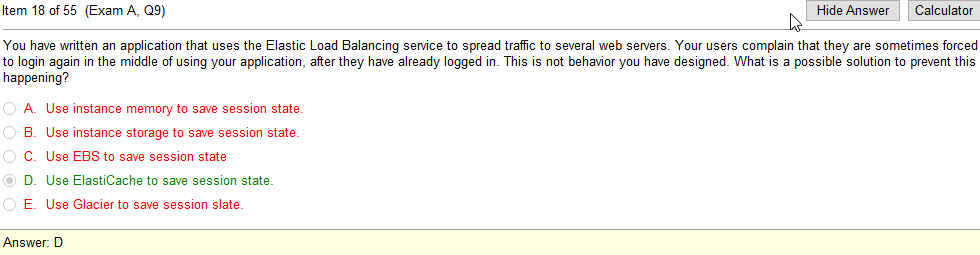 Item 18 of 55 (Exam A, Q9)
Hide Answer
Calculator
You have written an application that uses the Elastic Load Balancing service to spread traffic to several web servers. Your users complain that they are sometimes forced
to login again in the middle of using your application, after they have already logged in. This is not behavior you have designed. What is a possible solution to prevent this
happening?
A. Use instance memory to save session state.
B. Use instance storage to save session state.
C. Use EBS to save session state
D. Use ElastiCache to save session state.
E. Use Glacier to save session slate.
Answer: D